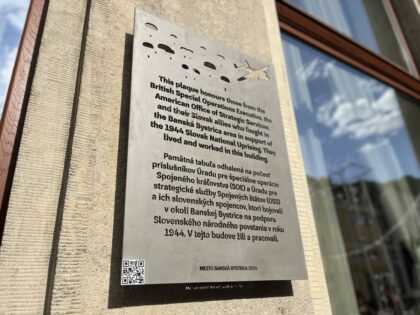 This plaque honours those from the
British Special Operations Executive, the
American Office of Strategic Services,
and their Slovak allies who fought in
the Banská Bystrica area in support of
the 1944 Slovak National Uprising. They
lived and worked in this building.
Pamätná tabuľa odhalená na počesť
príslušníkov Úradu pre špeciálne operácie
Spojeného kráľovstva (SOE) a Úradu pre
strategické služby Spojených štátov (OSS)
a ich slovenských spojencov, ktorí bojovali
v okolí Banskej Bystrice na podporu
Slovenského národného povstania v roku
1944. V tejto budove žili a pracovali.
MESTO BANSKÁ BYSTRICA 2024